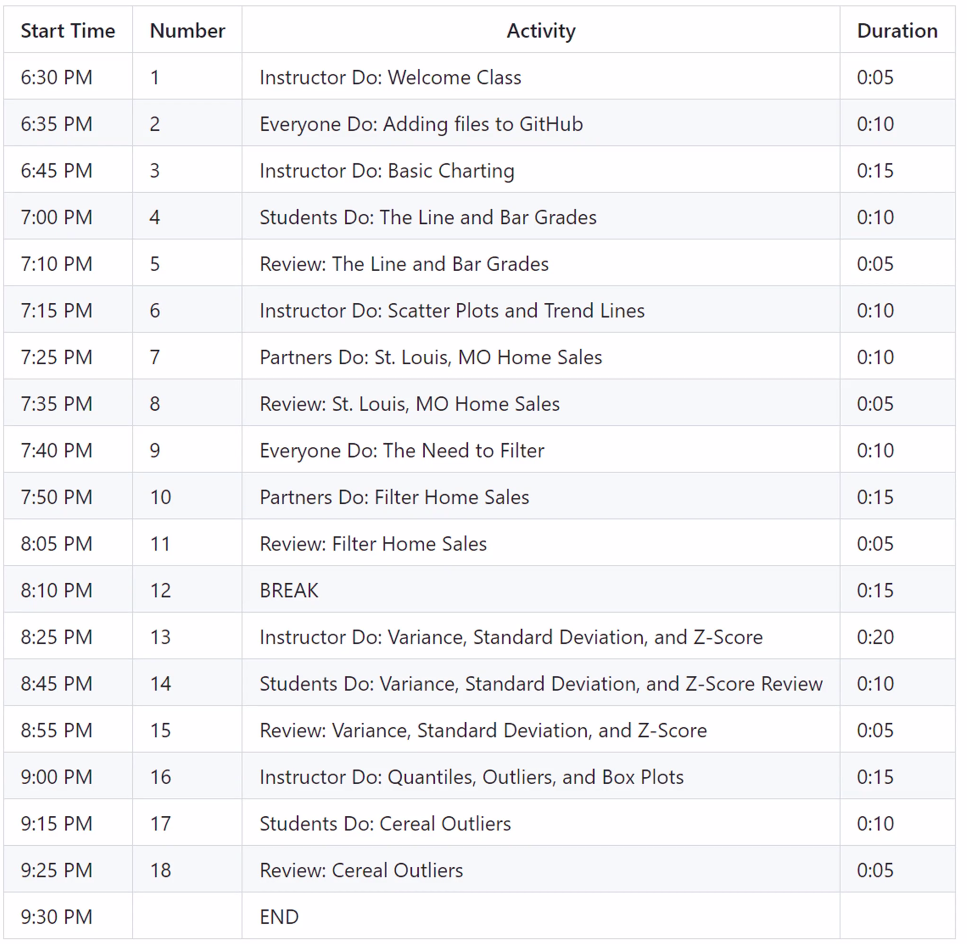 Start Time Number Activity Duration
6:30 PM 1 Instructor Do: Welcome Class 0:05
6:35 PM 2 Everyone Do: Adding files to GitHub 0:10
6:45 PM 3 Instructor Do: Basic Charting 0:15
7:00 PM 4 Students Do: The Line and Bar Grades 0:10
7:10 PM 5 Review: The Line and Bar Grades 0:05
7:15 PM 6 Instructor Do: Scatter Plots and Trend Lines 0:10
7:25 PM 7 Partners Do: St. Louis, MO Home Sales 0:10
7:35 PM 8 Review: St. Louis, MO Home Sales 0:05
7:40 PM 9 Everyone Do: The Need to Filter 0:10
7:50 PM 10 Partners Do: Filter Home Sales 0:15
8:05 PM 11 Review: Filter Home Sales 0:05
8:10 PM 12 BREAK 0:15
8:25 PM 13 Instructor Do: Variance, Standard Deviation, and Z-Score 0:20
8:45 PM 14 Students Do: Variance, Standard Deviation, and Z-Score Review 0:10
8:55 PM 15 Review: Variance, Standard Deviation, and Z-Score 0:05
9:00 PM 16 Instructor Do: Quantiles, Outliers, and Box Plots 0:15
9:15 PM 17 Students Do: Cereal Outliers 0:10
9:25 PM 18 Review: Cereal Outliers 0:05
9:30 PM END